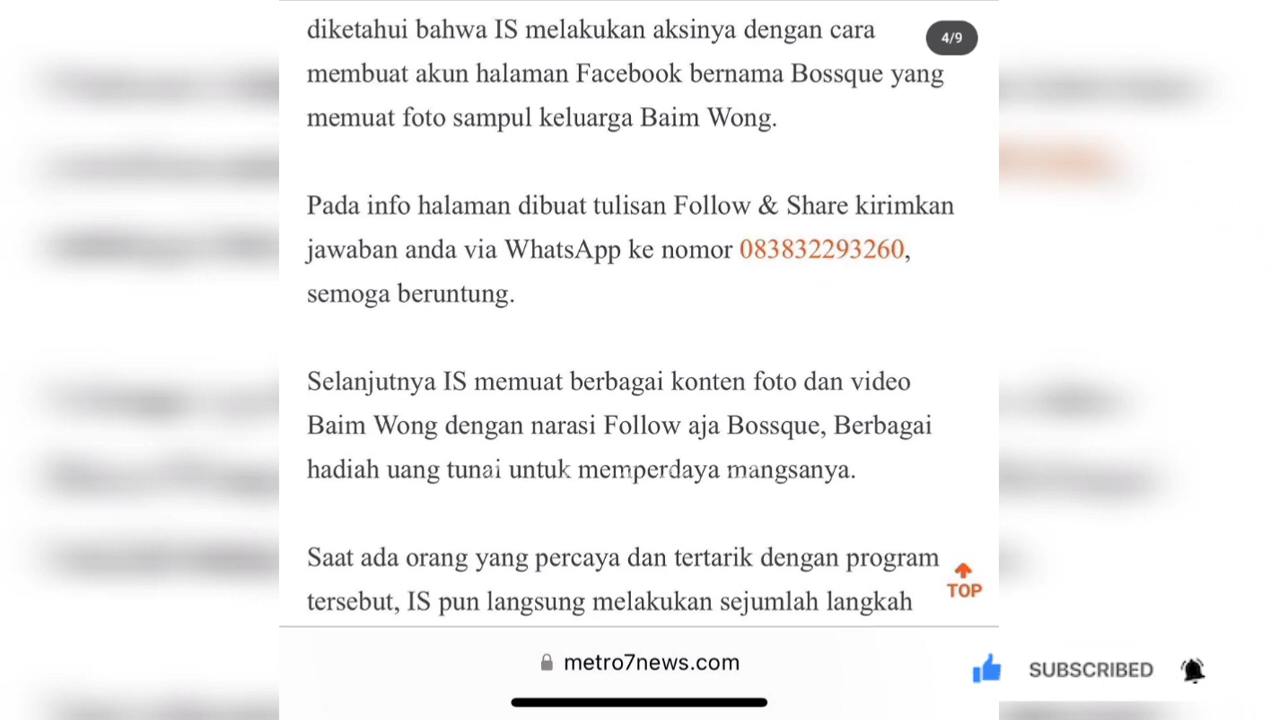 diketahui bahwa IS melakukan aksinya dengan cara
4/9
membuat akun halaman Facebook bernama Bossque yang
memuat foto sampul keluarga Baim Wong.
Pada info halaman dibuat tulisan Follow & Share kirimkan
jawaban anda via WhatsApp ke nomor 083832293260,
semoga beruntung.
Selanjutnya IS memuat berbagai konten foto dan video
Baim Wong dengan narasi Follow aja Bossque, Berbagai
hadiah uang tunai untuk memperdaya mangsanya.
Saat ada orang yang percaya dan tertarik dengan program
tersebut, IS pun langsung melakukan sejumlah langkah
TOP
metro7news.com
SUBSCRIBED